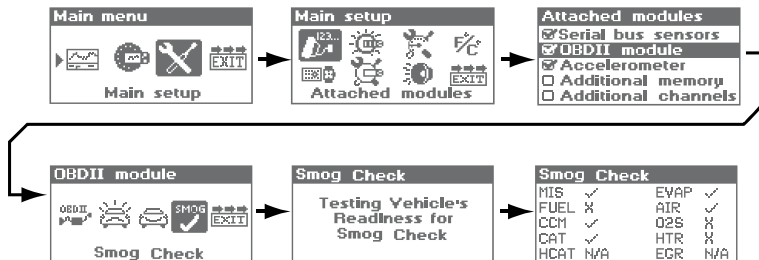 Main menu
EXIT
Main setup
Main setup
123...
F/C°
EXIT
Attached modules
Attached modules
Serial bus sensors
OBDII module
Accelerometer
Additional memory
Additional channels
OBDII module
OBDII
SMOG
EXIT
Smog Check
Smog Check
Testing Vehicle's
Readiness for
Smog Check
Smog Check
MIS ✓ EVAP ✓
FUEL X AIR ✓
CCM ✓ O2S X
CAT ✓ HTR X
HCAT N/A EGR N/A